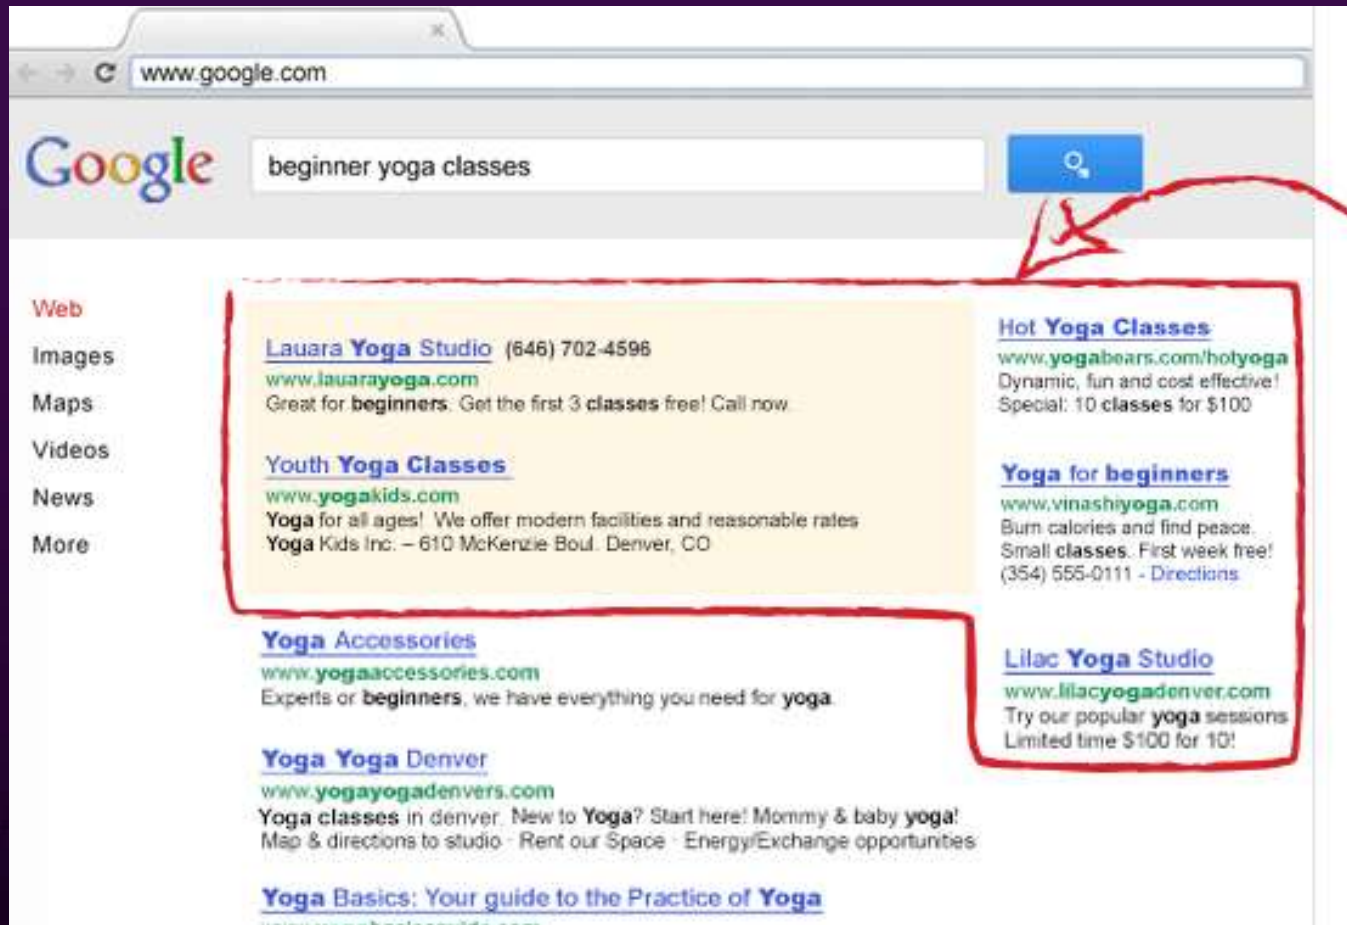 www.google.com
Google
beginner yoga classes
Web
Images
Maps
Videos
News
More
Lauara Yoga Studio (646) 702-4596
www.lauarayoga.com
Great for beginners. Get the first 3 classes free! Call now.
Youth Yoga Classes
www.yogakids.com
Yoga for all ages! We offer modern facilities and reasonable rates
Yoga Kids Inc. – 610 McKenzie Boul. Denver, CO
Yoga Accessories
www.yogaaccessories.com
Experts or beginners, we have everything you need for yoga.
Yoga Yoga Denver
www.yogayogadenvers.com
Yoga classes in denver. New to Yoga? Start here! Mommy & baby yoga!
Map & directions to studio · Rent our Space · Energy/Exchange opportunities
Yoga Basics: Your guide to the Practice of Yoga
Hot Yoga Classes
www.yogabears.com/hotyoga
Dynamic, fun and cost effective!
Special: 10 classes for $100
Yoga for beginners
www.vinashiyoga.com
Burn calories and find peace.
Small classes. First week free!
(354) 555-0111 - Directions
Lilac Yoga Studio
www.lilacyogadenver.com
Try our popular yoga sessions
Limited time $100 for 10!